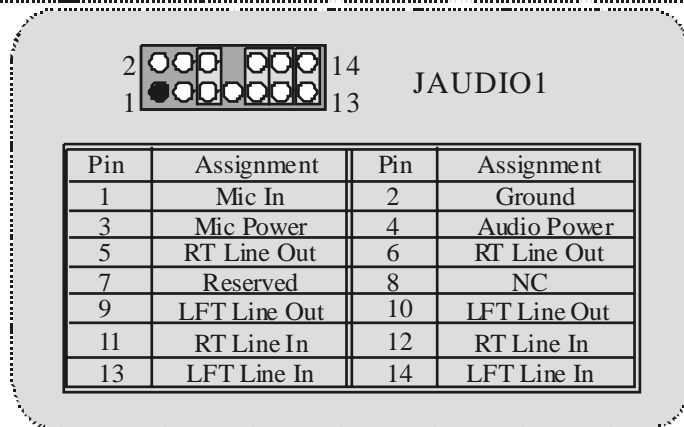 2 14 JAUDIO1
1 13
Pin Assignment Pin Assignment
1 Mic In 2 Ground
3 Mic Power 4 Audio Power
5 RT Line Out 6 RT Line Out
7 Reserved 8 NC
9 LFT Line Out 10 LFT Line Out
11 RT Line In 12 RT Line In
13 LFT Line In 14 LFT Line In